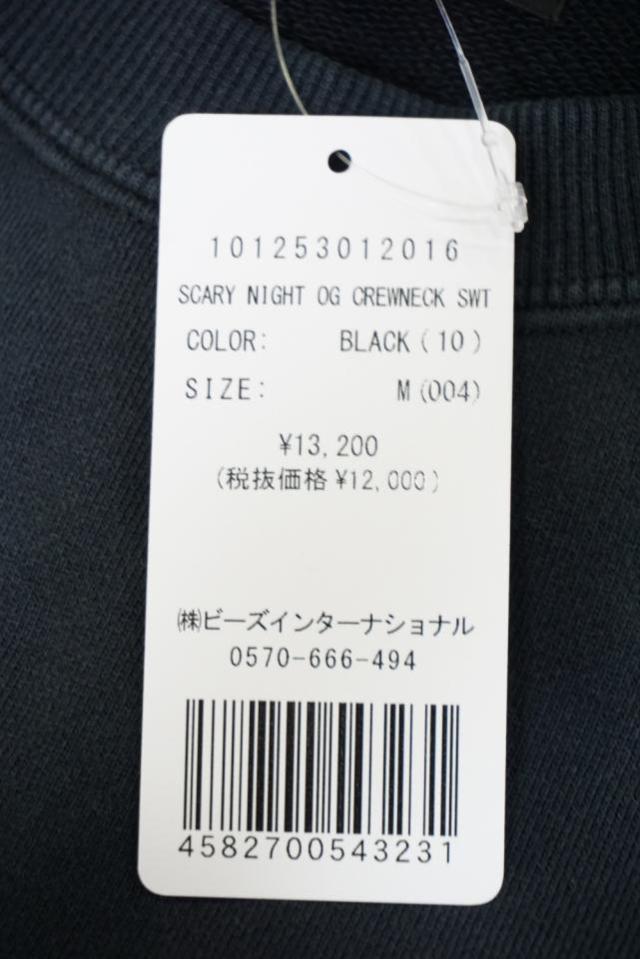 101253012016
SCARY NIGHT OG CREWNECK SWT
COLOR: BLACK(10)
SIZE: M(004)
¥13,200
(税抜価格¥12,000)
㈱ビーズインターナショナル
0570-666-494
4582700543231